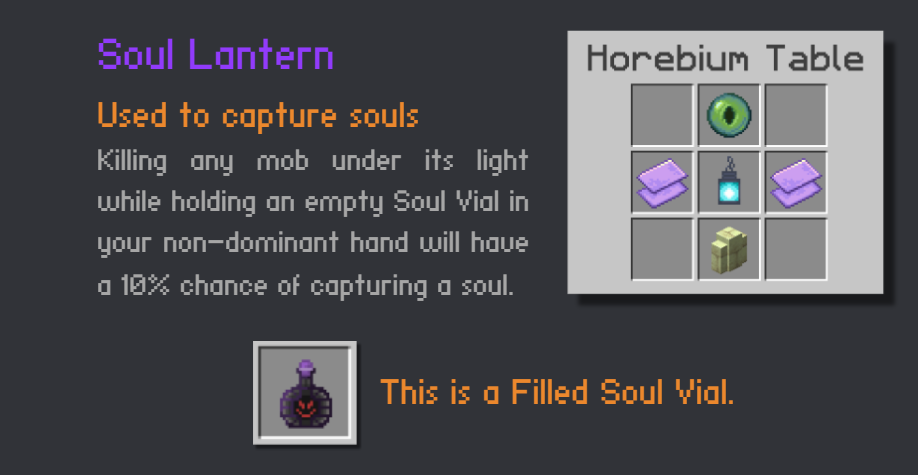 Soul Lantern
Horebium Table
Used to capture souls
Killing any mob under its light
while holding an empty Soul Vial in
your non-dominant hand will have
a 10% chance of capturing a soul.
This is a Filled Soul Vial.